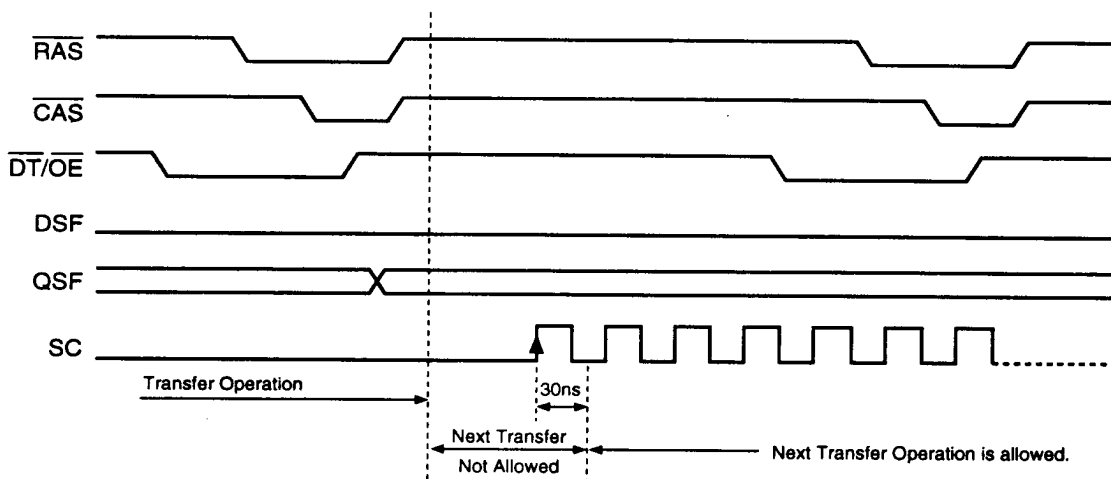 RAS
CAS
DT/OE
DSF
QSF
SC
Transfer Operation
30ns
Next Transfer
Not Allowed
Next Transfer Operation is allowed.